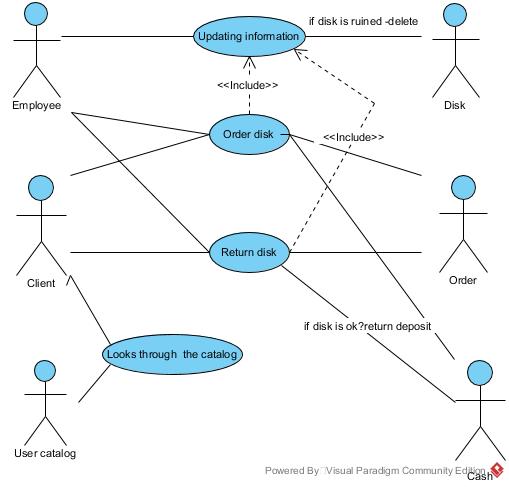 if disk is ruined -delete
Updating information
Employee
Disk
<<Include>>
Order disk
<<Include>>
Client
Return disk
Order
if disk is ok?return deposit
Looks through the catalog
User catalog
Powered By Visual Paradigm Community Edition
Cash